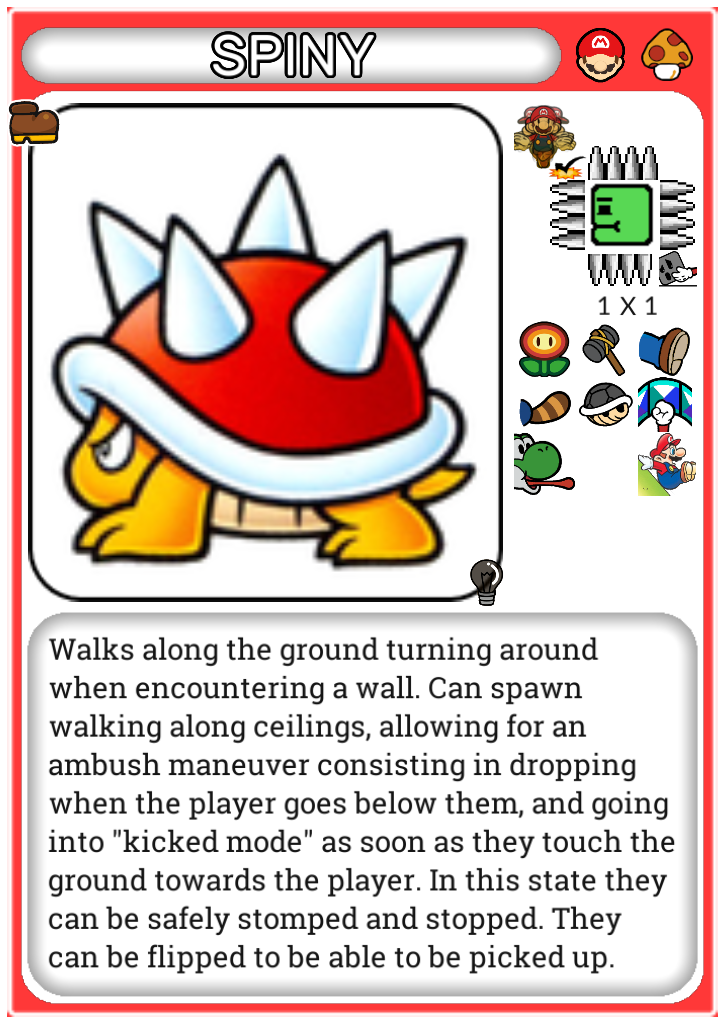 SPINY
1 X 1
Walks along the ground turning around
when encountering a wall. Can spawn
walking along ceilings, allowing for an
ambush maneuver consisting in dropping
when the player goes below them, and going
into "kicked mode" as soon as they touch the
ground towards the player. In this state they
can be safely stomped and stopped. They
can be flipped to be able to be picked up.